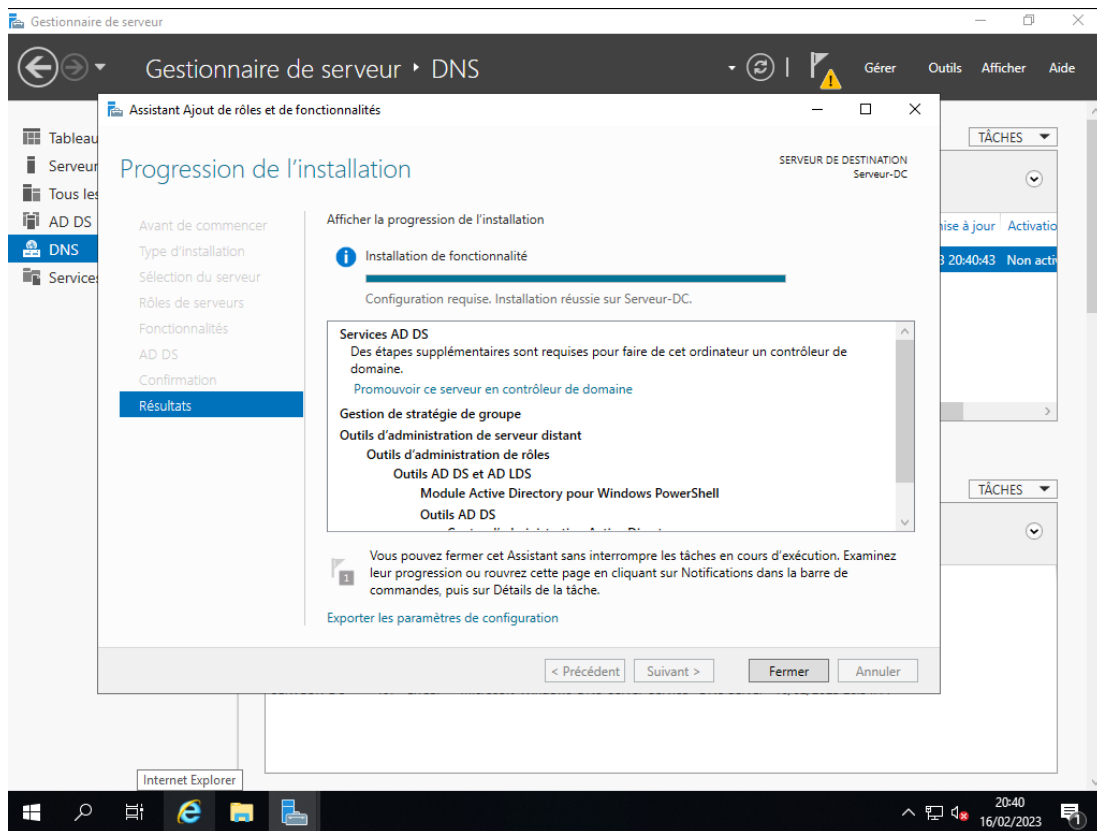 Gestionnaire de serveur
Gestionnaire de serveur ‣ DNS
Gérer Outils Afficher Aide
Assistant Ajout de rôles et de fonctionnalités
Tableau
Serveur
Tous les
AD DS
DNS
Services
TÂCHES
Progression de l’installation
SERVEUR DE DESTINATION
Serveur-DC
Avant de commencer
Type d'installation
Sélection du serveur
Rôles de serveurs
Fonctionnalités
AD DS
Confirmation
Résultats
Afficher la progression de l'installation
Installation de fonctionnalité
Configuration requise. Installation réussie sur Serveur-DC.
Services AD DS
Des étapes supplémentaires sont requises pour faire de cet ordinateur un contrôleur de
domaine.
Promouvoir ce serveur en contrôleur de domaine
Gestion de stratégie de groupe
Outils d’administration de serveur distant
Outils d’administration de rôles
Outils AD DS et AD LDS
Module Active Directory pour Windows PowerShell
Outils AD DS
1
Vous pouvez fermer cet Assistant sans interrompre les tâches en cours d’exécution. Examinez
leur progression ou rouvrez cette page en cliquant sur Notifications dans la barre de
commandes, puis sur Détails de la tâche.
Exporter les paramètres de configuration
< Précédent Suivant > Fermer Annuler
à jour Activatio
3 20:40:43 Non activ
TÂCHES
Internet Explorer
20:40
16/02/2023
1